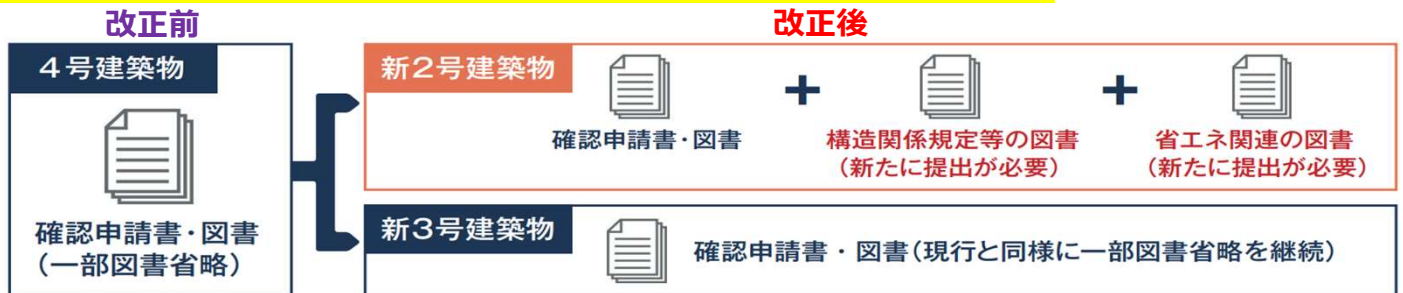 改正前
改正後
4号建築物
確認申請書・図書
(一部図書省略)
新2号建築物
確認申請書・図書
+
構造関係規定等の図書
(新たに提出が必要)
+
省エネ関連の図書
(新たに提出が必要)
新3号建築物
確認申請書・図書(現行と同様に一部図書省略を継続)